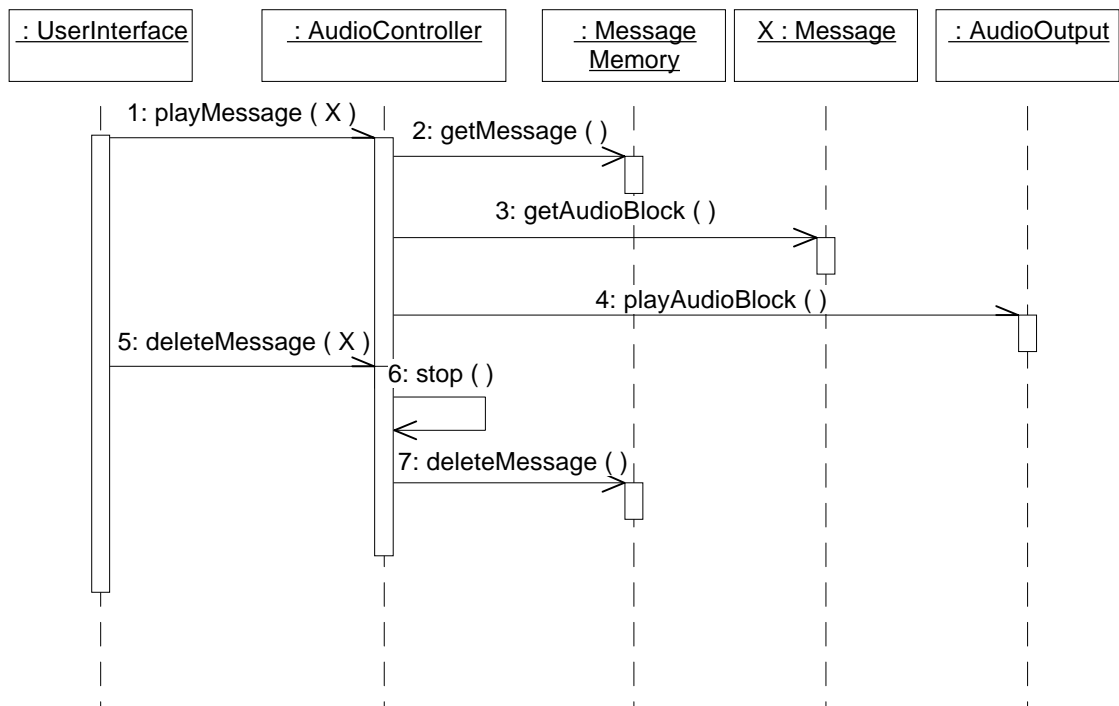 : UserInterface
: AudioController
: Message
Memory
X : Message
: AudioOutput
1: playMessage ( X )
2: getMessage ( )
3: getAudioBlock ( )
4: playAudioBlock ( )
5: deleteMessage ( X )
6: stop ( )
7: deleteMessage ( )